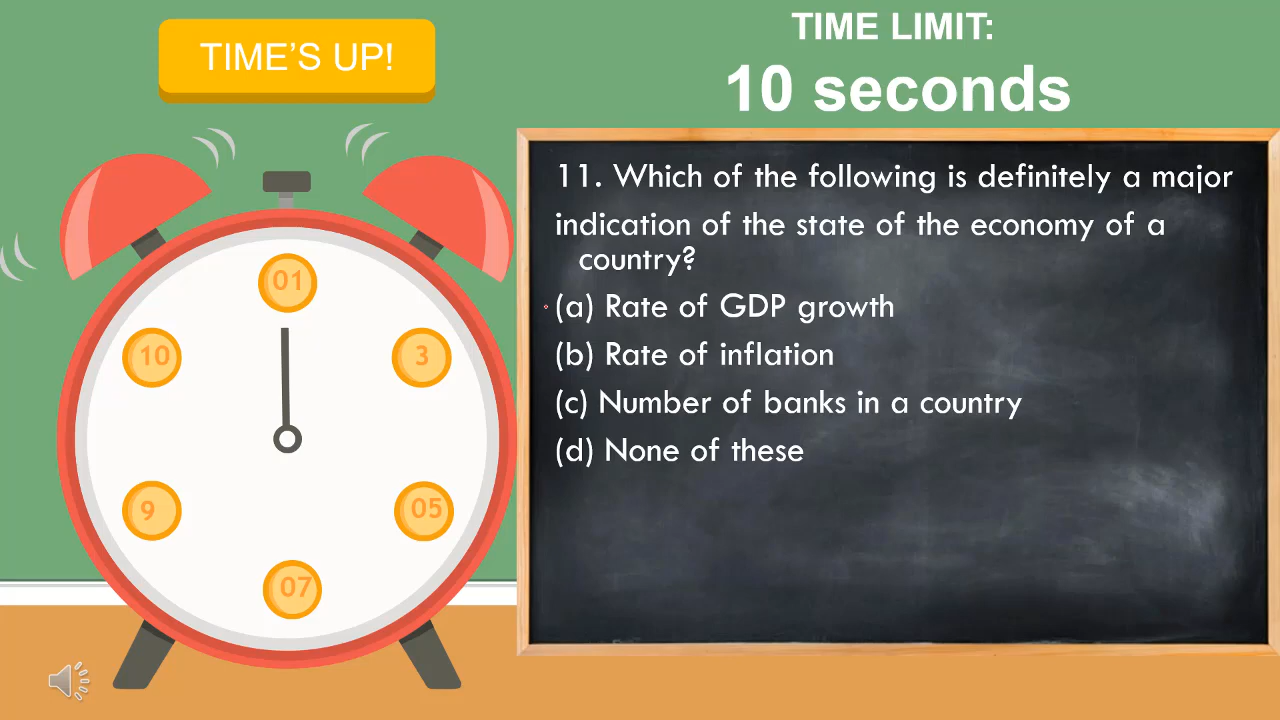 TIME'S UP!
TIME LIMIT:
10 seconds
01
10
3
9
05
07
11. Which of the following is definitely a major
indication of the state of the economy of a
country?
(a) Rate of GDP growth
(b) Rate of inflation
(c) Number of banks in a country
(d) None of these